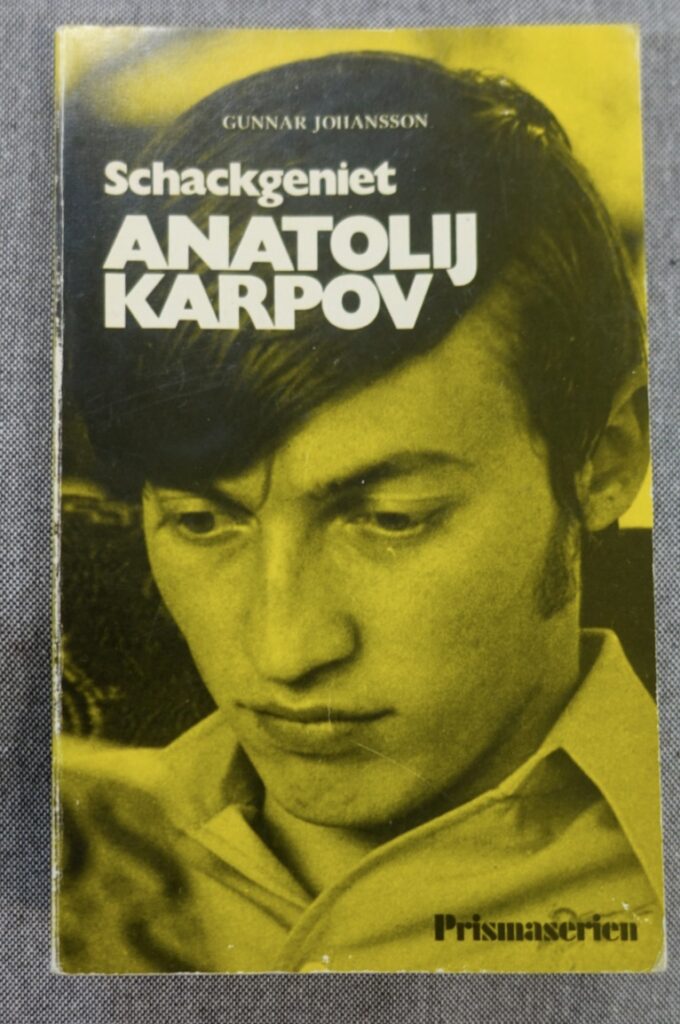 GUNNAR JOHANSSON
Schackgeniet
ANATOLIJ
KARPOV
Prismaserien